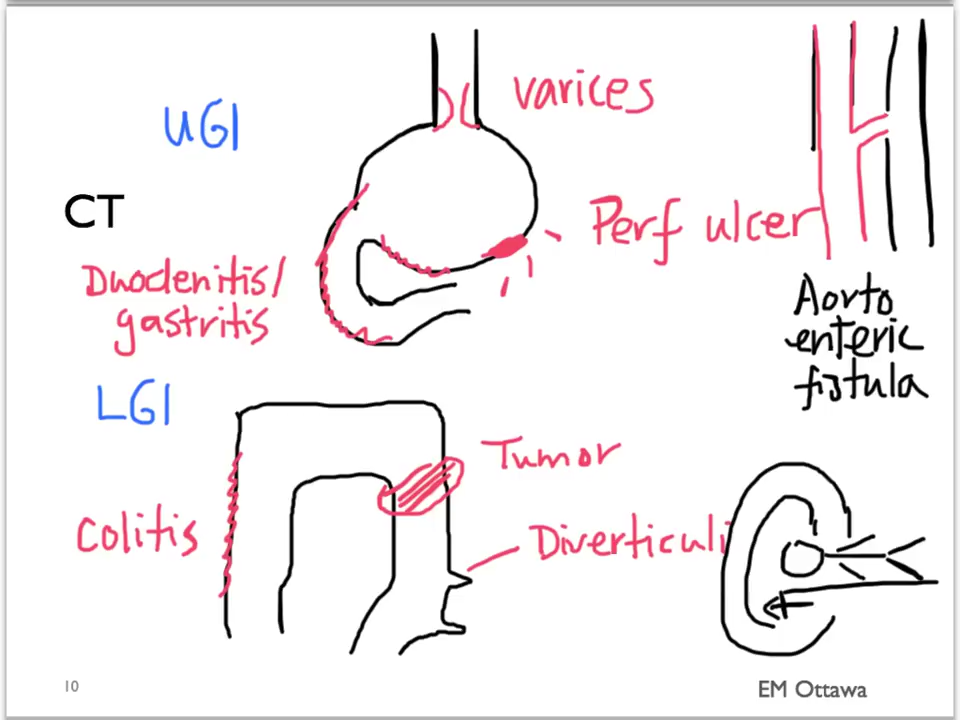 UGI
varices
CT
Perf ulcer
Duodenitis/
gastritis
Aorto
enteric
fistula
LGI
Tumor
Colitis
Diverticuli
10
EM Ottawa